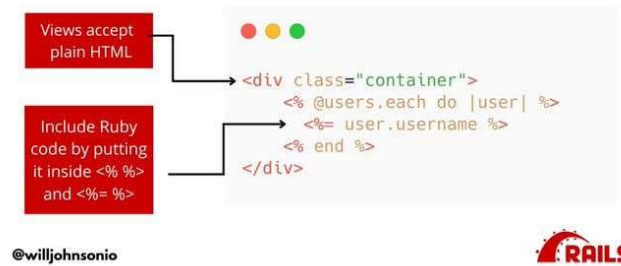 Views accept
plain HTML
Include Ruby
code by putting
it inside <% %>
and <%= %>
<div class="container">
<% @users.each do |user| %>
<%= user.username %>
<% end %>
</div>
@willjohnsonio
RAILS